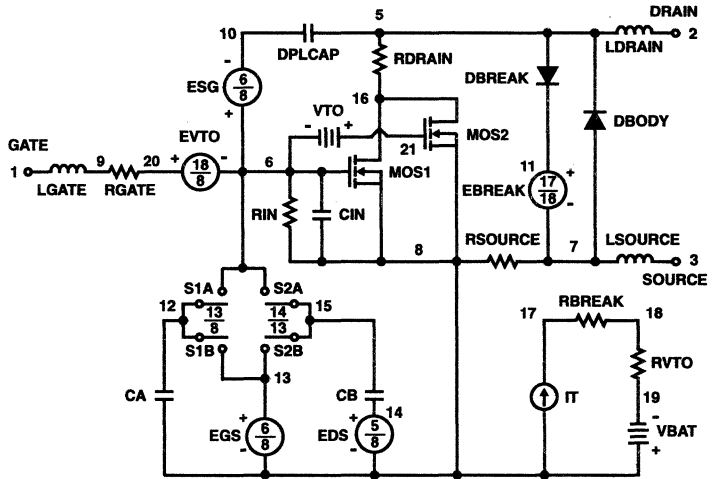 10
5
DRAIN
2
DPLCAP
LDRAIN
RDRAIN
DBREAK
-
ESG
6
8
+
16
VTO
- +
MOS2
DBODY
EVTO
GATE
1
9
20
+
18
8
-
6
21
MOS1
11
+
LGATE
RGATE
EBREAK
17
18
-
RIN
CIN
8
RSOURCE
7
LSOURCE
3
SOURCE
S1A
S2A
12
13
8
14
13
15
S1B
S2B
17
RBREAK
18
13
RVTO
CA
CB
14
19
+
EGS
6
8
-
+
EDS
5
8
-
IT
-
VBAT
+